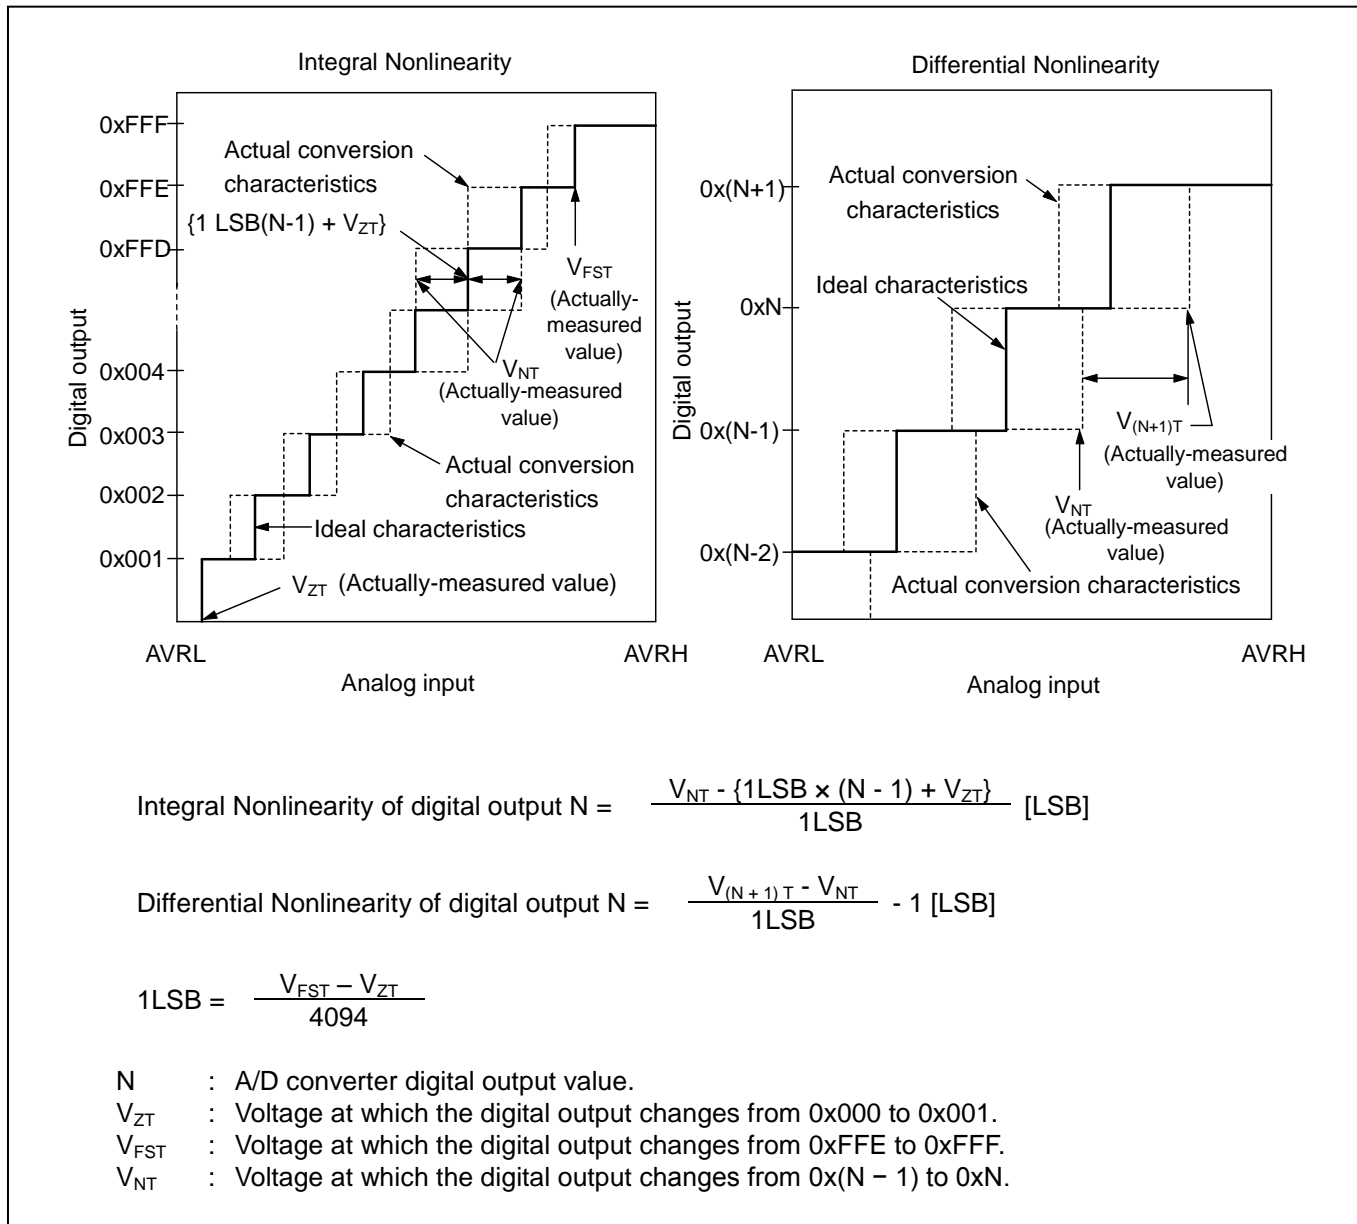 Integral Nonlinearity
0xFFF
0xFFE
0xFFD
0x004
0x003
0x002
0x001
Digital output
Actual conversion
characteristics
{1 LSB(N-1) + VZT}
VFST
(Actually-
measured
value)
VNT
(Actually-measured
value)
Actual conversion
characteristics
Ideal characteristics
VZT (Actually-measured value)
AVRL
AVRH
Analog input
Differential Nonlinearity
0x(N+1)
0xN
0x(N-1)
0x(N-2)
Digital output
Actual conversion
characteristics
Ideal characteristics
V(N+1)T
(Actually-measured
value)
VNT
(Actually-measured
value)
Actual conversion characteristics
AVRL
AVRH
Analog input
Integral Nonlinearity of digital output N = VNT - {1LSB × (N - 1) + VZT} / 1LSB [LSB]
Differential Nonlinearity of digital output N = V(N + 1) T - VNT / 1LSB - 1 [LSB]
1LSB = VFST – VZT / 4094
N : A/D converter digital output value.
VZT : Voltage at which the digital output changes from 0x000 to 0x001.
VFST : Voltage at which the digital output changes from 0xFFE to 0xFFF.
VNT : Voltage at which the digital output changes from 0x(N − 1) to 0xN.